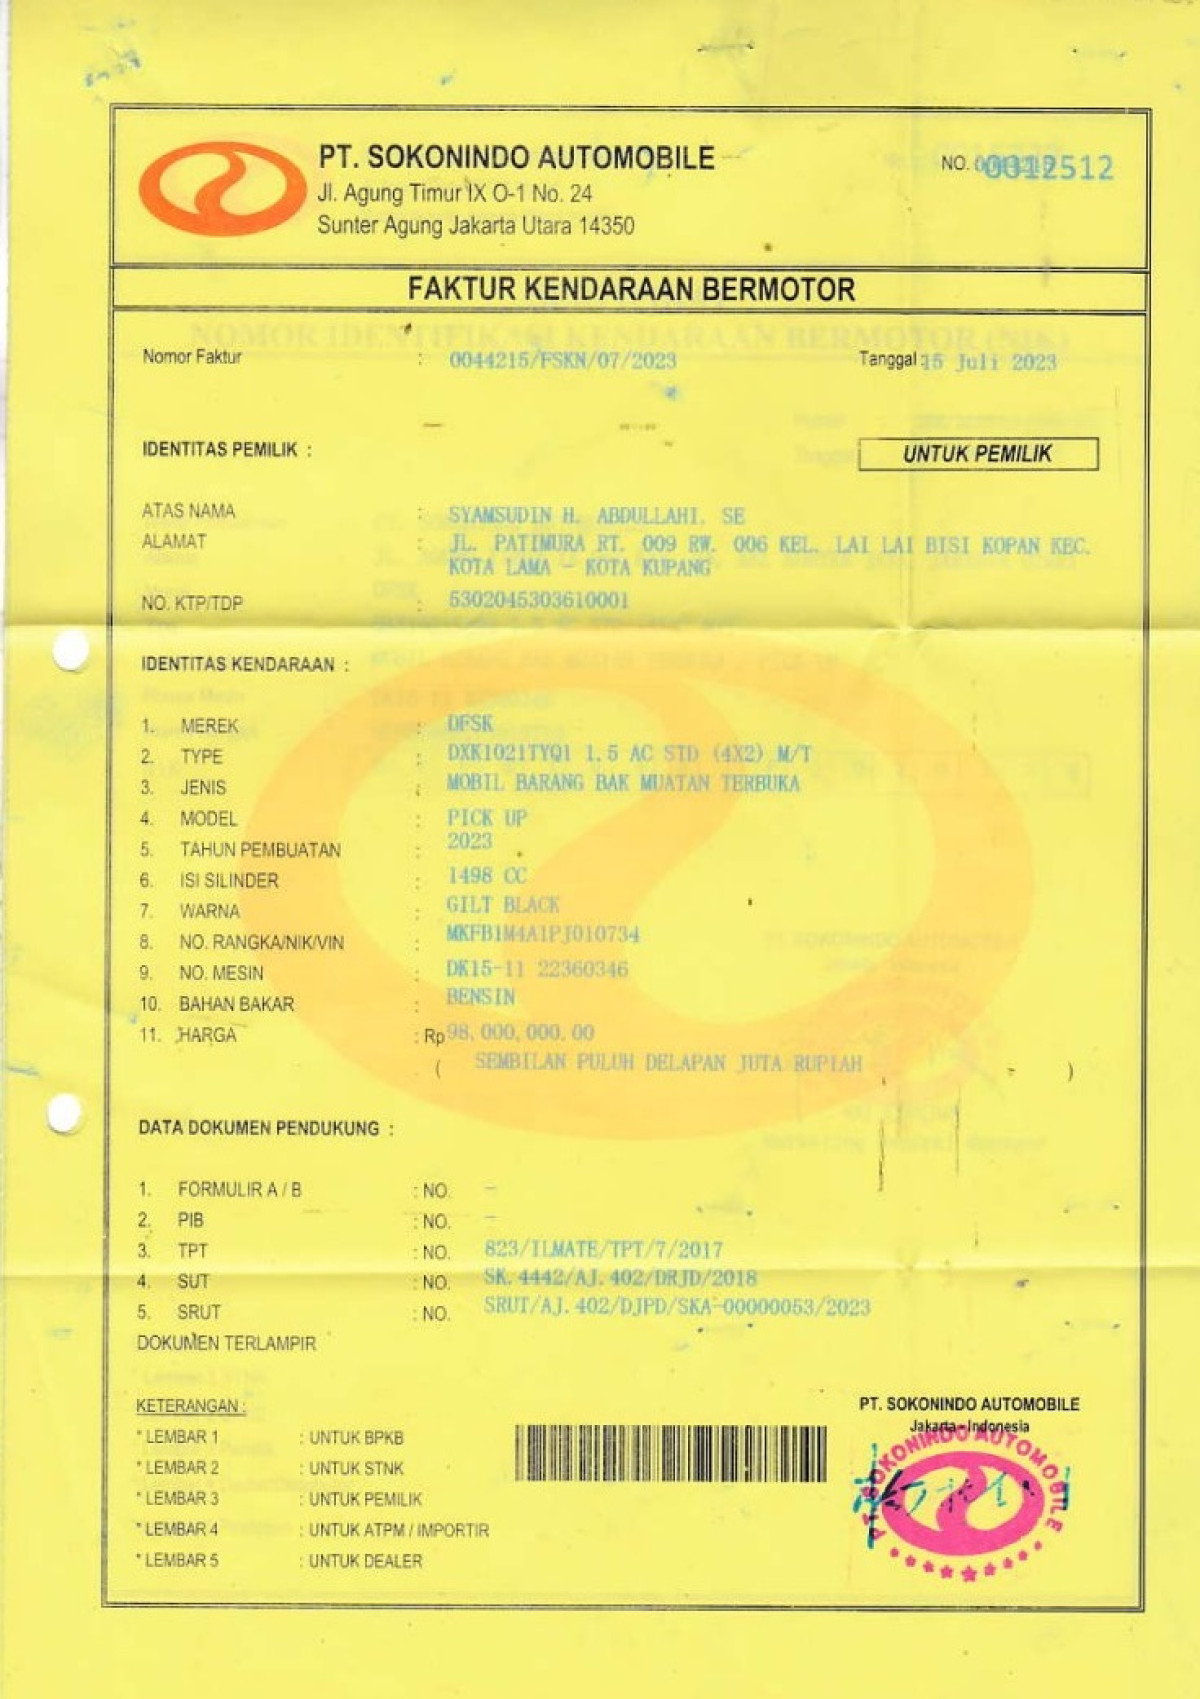 PT. SOKONINDO AUTOMOBILE
Jl. Agung Timur IX O-1 No. 24
Sunter Agung Jakarta Utara 14350
NO. 0012512
FAKTUR KENDARAAN BERMOTOR
Nomor Faktur : 0044215/FSKN/07/2023 Tanggal : 15 Juli 2023
IDENTITAS PEMILIK : UNTUK PEMILIK
ATAS NAMA : SYAMSUDIN H. ABDULLAHI. SE
ALAMAT : JL. PATIMURA RT. 009 RW. 006 KEL. LAI LAI BISI KOPAN KEC.
KOTA LAMA - KOTA KUPANG
NO. KTP/TDP : 5302045303610001
IDENTITAS KENDARAAN :
1. MEREK : DFSK
2. TYPE : DXK1021TYQ1 1.5 AC STD (4X2) M/T
3. JENIS : MOBIL BARANG BAK MUATAN TERBUKA
4. MODEL : PICK UP
5. TAHUN PEMBUATAN : 2023
6. ISI SILINDER : 1498 CC
7. WARNA : GILT BLACK
8. NO. RANGKA/NIK/VIN : MKFB1M4A1PJ010734
9. NO. MESIN : DK15-11 22360346
10. BAHAN BAKAR : BENSIN
11. HARGA : Rp 98,000,000.00
( SEMBILAN PULUH DELAPAN JUTA RUPIAH )
DATA DOKUMEN PENDUKUNG :
1. FORMULIR A / B : NO. -
2. PIB : NO. -
3. TPT : NO. 823/ILMATE/TPT/7/2017
4. SUT : NO. SK.4442/AJ.402/DRJD/2018
5. SRUT : NO. SRUT/AJ.402/DJPD/SKA-00000053/2023
DOKUMEN TERLAMPIR
KETERANGAN :
* LEMBAR 1 : UNTUK BPKB
* LEMBAR 2 : UNTUK STNK
* LEMBAR 3 : UNTUK PEMILIK
* LEMBAR 4 : UNTUK ATPM / IMPORTIR
* LEMBAR 5 : UNTUK DEALER
PT. SOKONINDO AUTOMOBILE
Jakarta - Indonesia
PT. SOKONINDO AUTOMOBILE